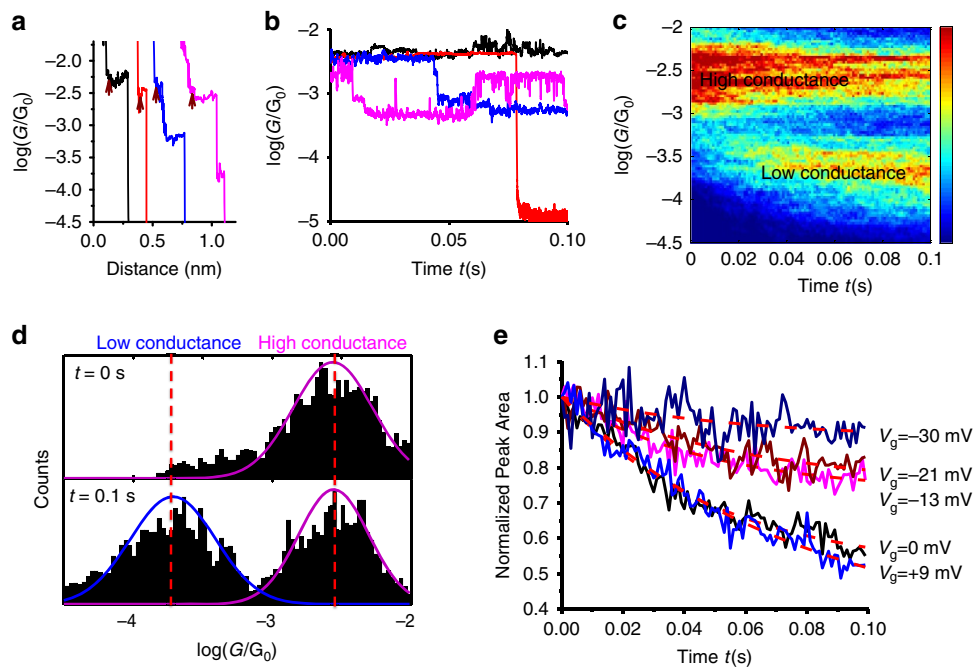 a
log(G/G0)
−2.0
−2.5
−3.0
−3.5
−4.0
−4.5
0.0 0.5 1.0
Distance (nm)
b
log(G/G0)
−2
−3
−4
−5
0.00 0.05 0.10
Time t(s)
c
log(G/G0)
−2
−2.5
−3
−3.5
−4
−4.5
High conductance
Low conductance
0 0.02 0.04 0.06 0.08 0.1
Time t(s)
d
Low conductance High conductance
t = 0 s
t = 0.1 s
Counts
−4 −3 −2
log(G/G0)
e
Normalized Peak Area
1.1
1.0
0.9
0.8
0.7
0.6
0.5
0.4
Vg=−30 mV
Vg=−21 mV
Vg=−13 mV
Vg=0 mV
Vg=+9 mV
0.00 0.02 0.04 0.06 0.08 0.10
Time t(s)